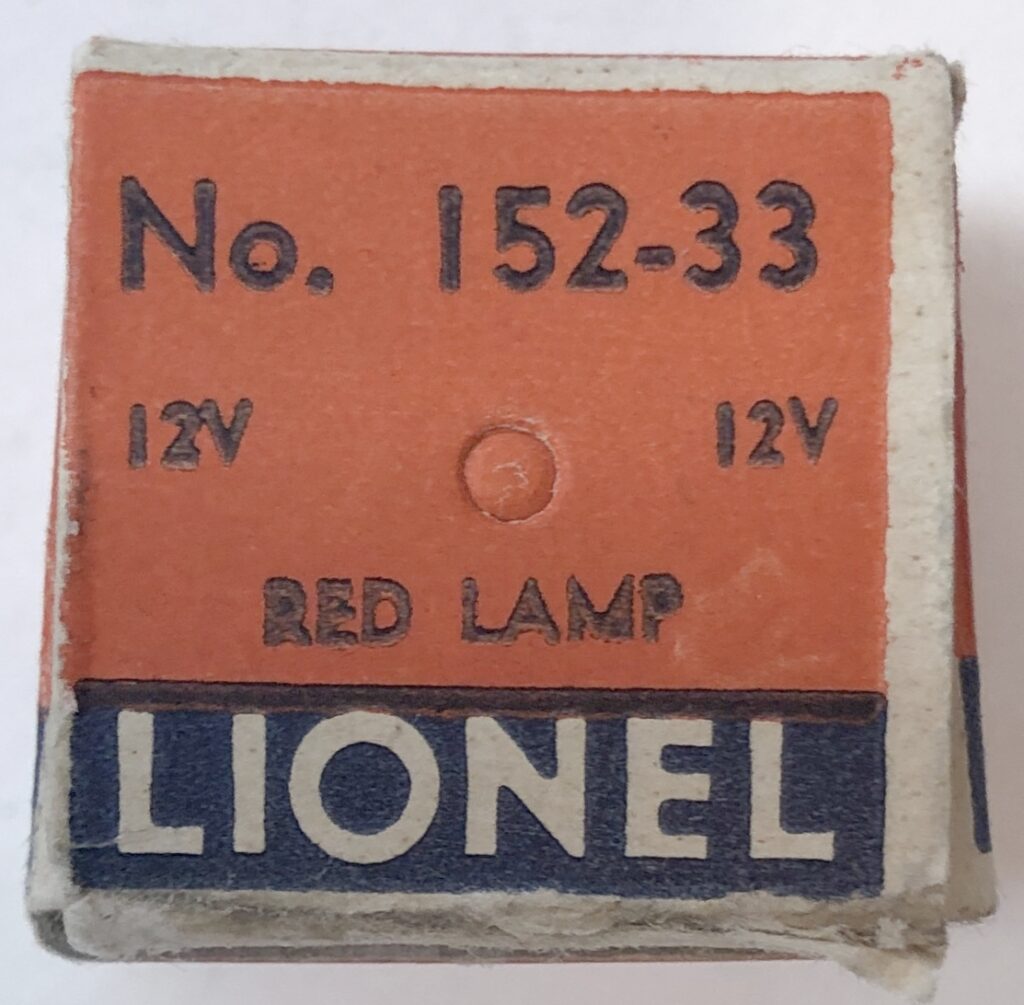 No. 152-33
12V 12V
RED LAMP
LIONEL